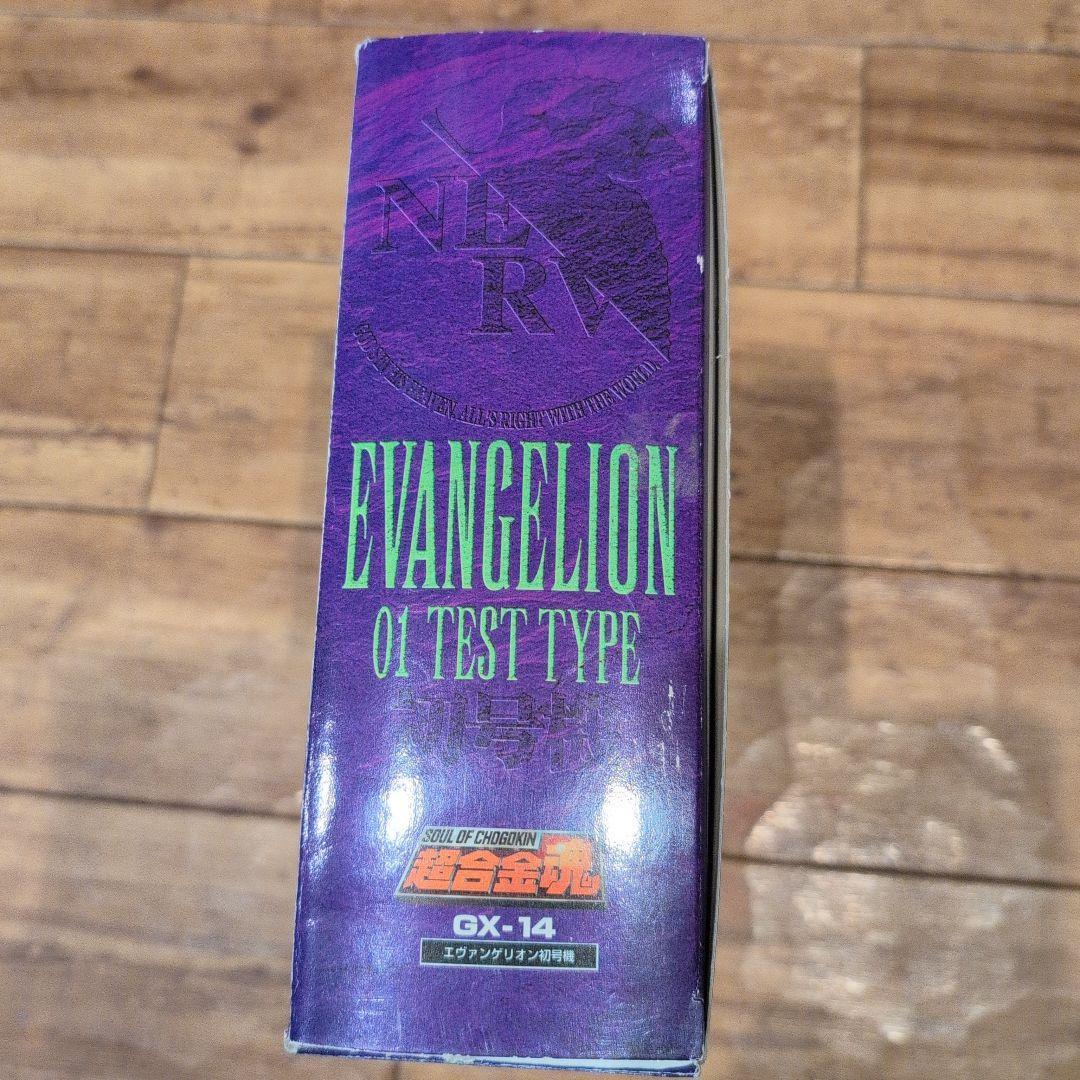 NERV
GOD'S IN HIS HEAVEN. ALL'S RIGHT WITH THE WORLD.
EVANGELION
01 TEST TYPE
初号機
SOUL OF CHOGOKIN
超合金魂
GX-14
エヴァンゲリオン初号機